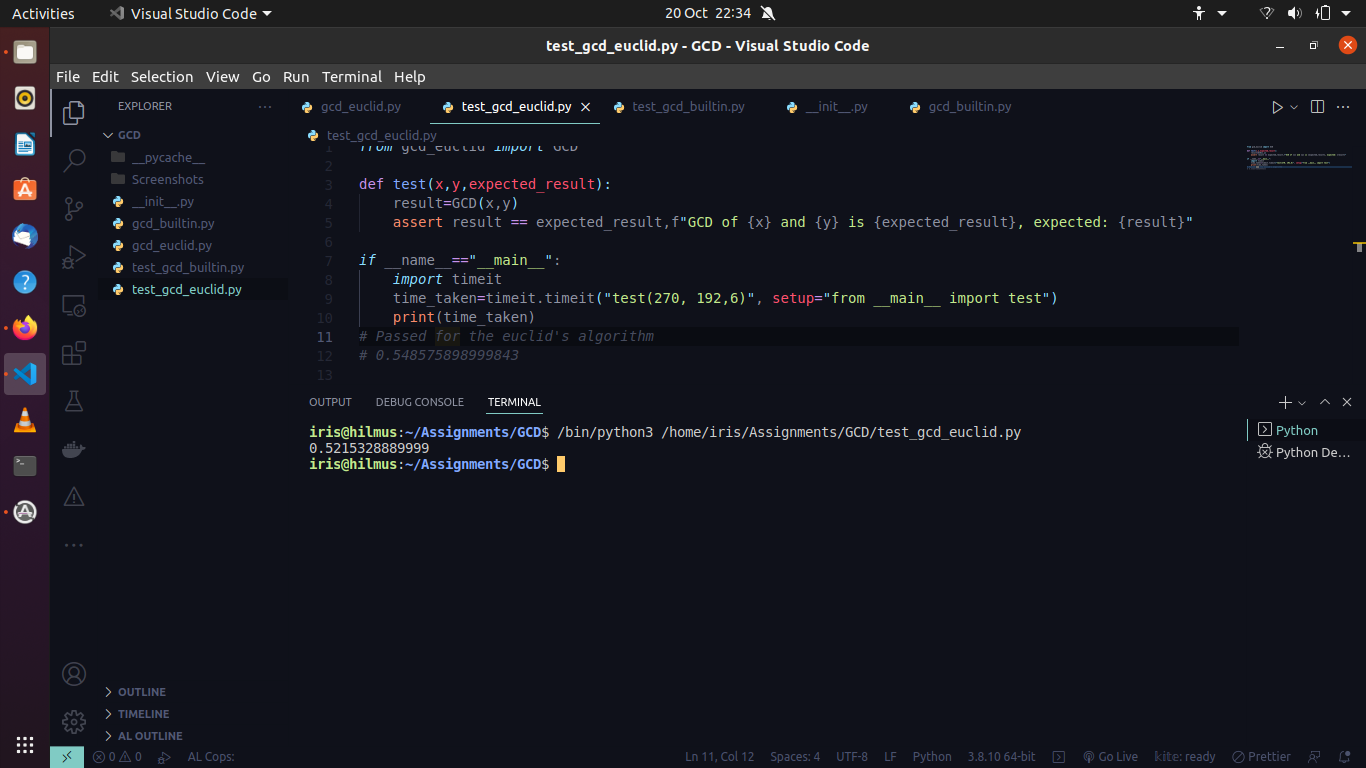 Activities Visual Studio Code 20 Oct 22:34
test_gcd_euclid.py - GCD - Visual Studio Code
File Edit Selection View Go Run Terminal Help
EXPLORER
gcd_euclid.py test_gcd_euclid.py test_gcd_builtin.py __init__.py gcd_builtin.py
GCD
__pycache__
Screenshots
__init__.py
gcd_builtin.py
gcd_euclid.py
test_gcd_builtin.py
test_gcd_euclid.py
OUTLINE
TIMELINE
AL OUTLINE
test_gcd_euclid.py
1 from gcd_euclid import GCD
2
3 def test(x,y,expected_result):
4 result=GCD(x,y)
5 assert result == expected_result,f"GCD of {x} and {y} is {expected_result}, expected: {result}"
6
7 if __name__=="__main__":
8 import timeit
9 time_taken=timeit.timeit("test(270, 192,6)", setup="from __main__ import test")
10 print(time_taken)
11 # Passed for the euclid's algorithm
12 # 0.548575898999843
13
OUTPUT DEBUG CONSOLE TERMINAL
iris@hilmus:~/Assignments/GCD$ /bin/python3 /home/iris/Assignments/GCD/test_gcd_euclid.py
0.5215328889999
iris@hilmus:~/Assignments/GCD$
Python
Python De...
0 0 AL Cops: Ln 11, Col 12 Spaces: 4 UTF-8 LF Python 3.8.10 64-bit Go Live kite: ready Prettier